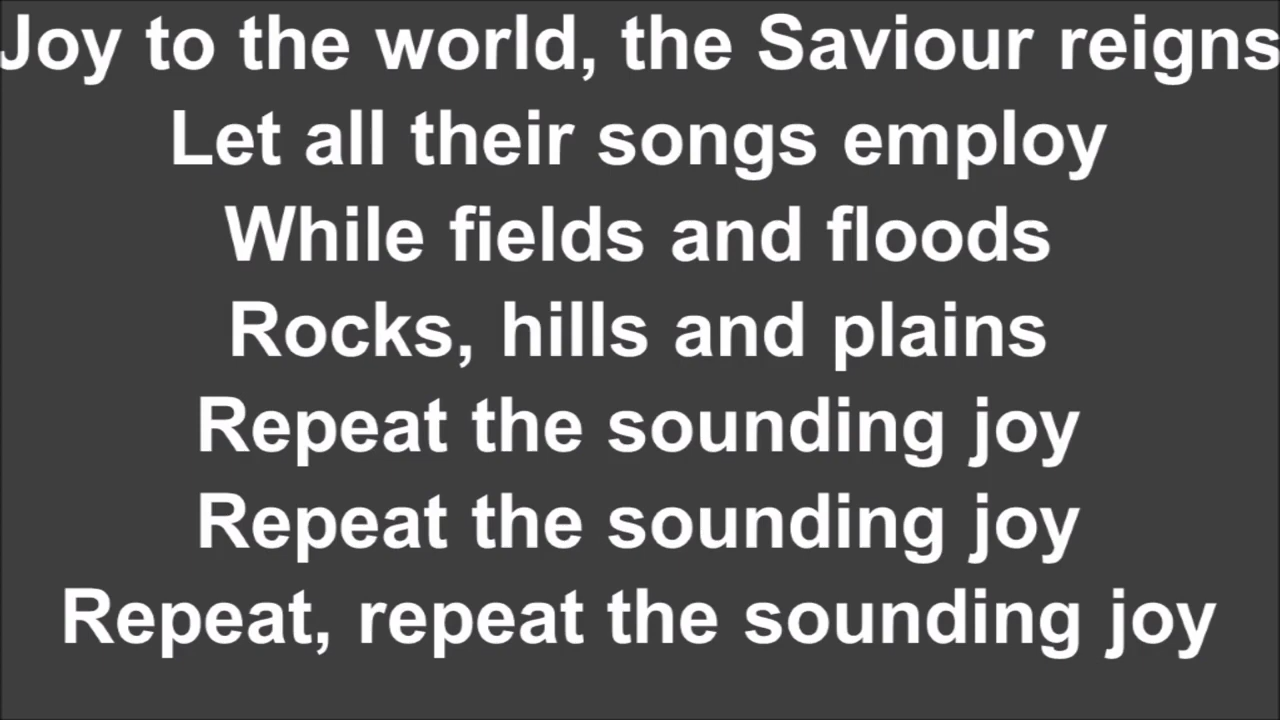 Joy to the world, the Saviour reigns
Let all their songs employ
While fields and floods
Rocks, hills and plains
Repeat the sounding joy
Repeat the sounding joy
Repeat, repeat the sounding joy